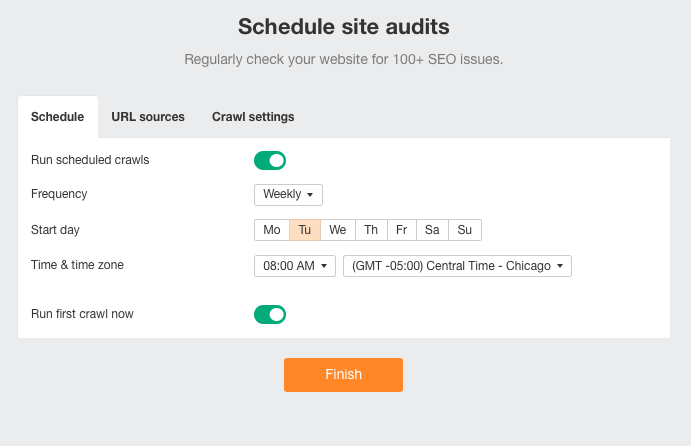 Schedule site audits
Regularly check your website for 100+ SEO issues.
Schedule URL sources Crawl settings
Run scheduled crawls
Frequency Weekly
Start day Mo Tu We Th Fr Sa Su
Time & time zone 08:00 AM (GMT -05:00) Central Time - Chicago
Run first crawl now
Finish